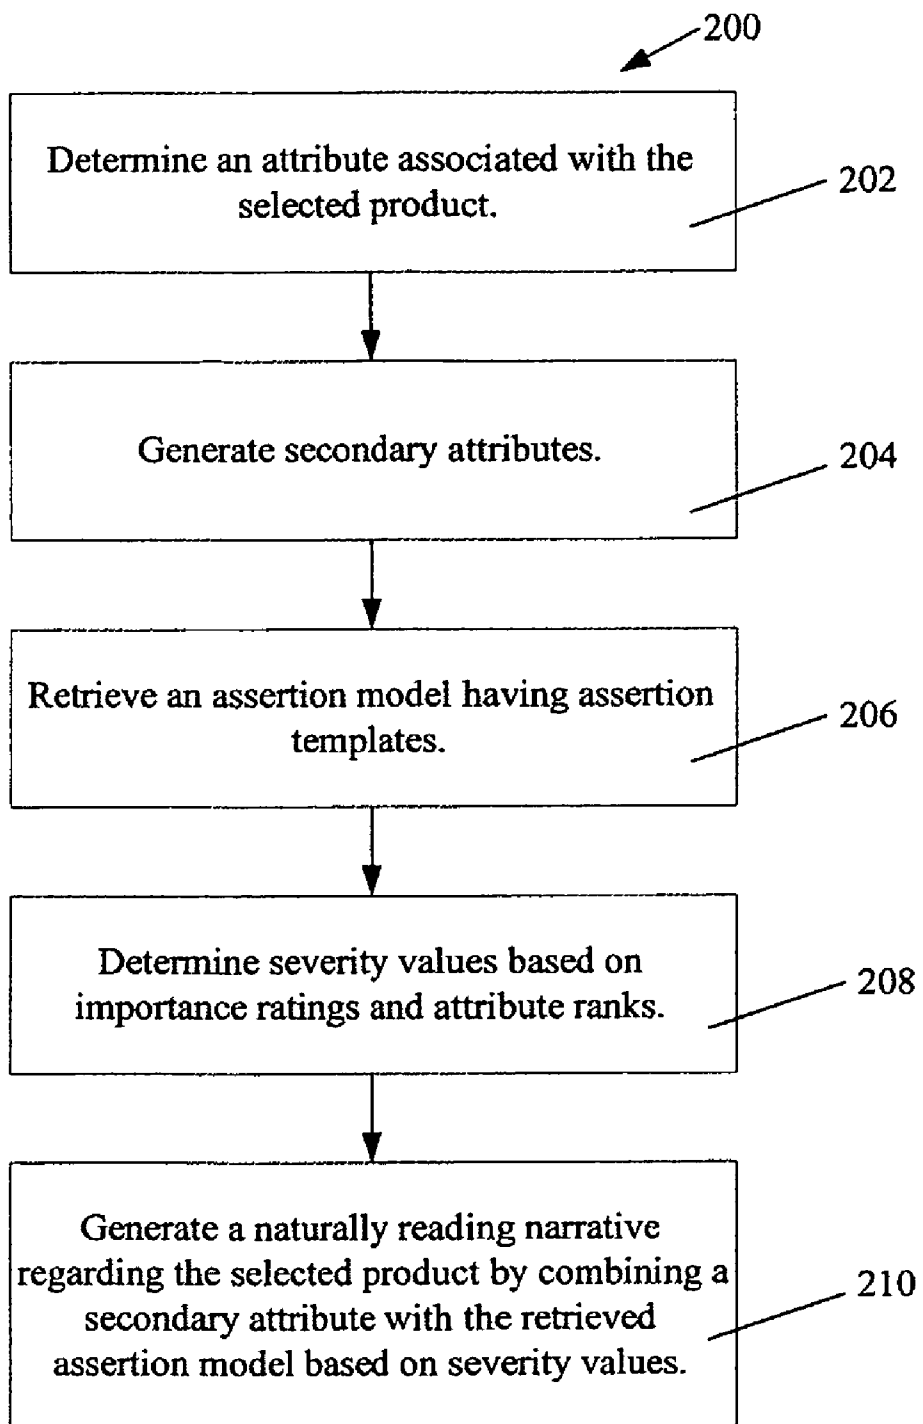 200
Determine an attribute associated with the
selected product.
202
Generate secondary attributes.
204
Retrieve an assertion model having assertion
templates.
206
Determine severity values based on
importance ratings and attribute ranks.
208
Generate a naturally reading narrative
regarding the selected product by combining a
secondary attribute with the retrieved
assertion model based on severity values.
210